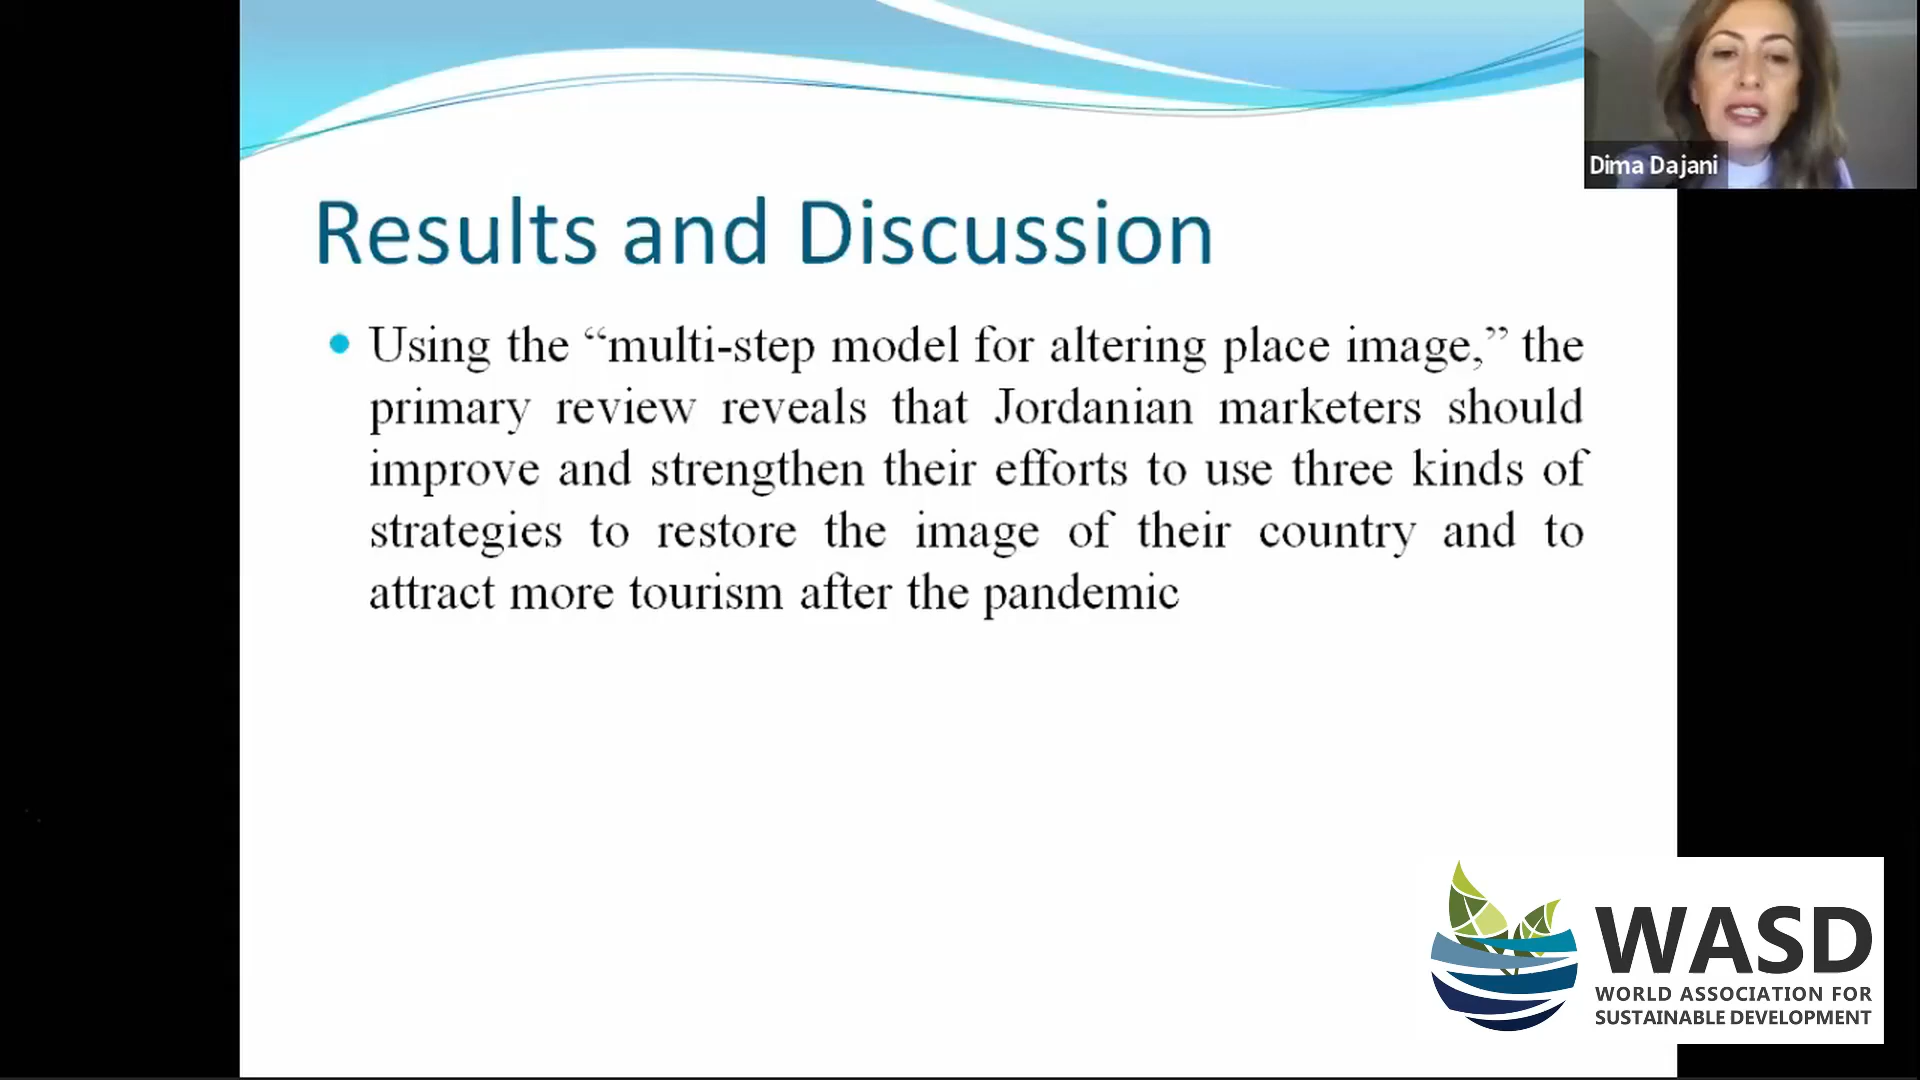 Dima Dajani
Results and Discussion
• Using the “multi-step model for altering place image,” the
primary review reveals that Jordanian marketers should
improve and strengthen their efforts to use three kinds of
strategies to restore the image of their country and to
attract more tourism after the pandemic
WASD
WORLD ASSOCIATION FOR
SUSTAINABLE DEVELOPMENT